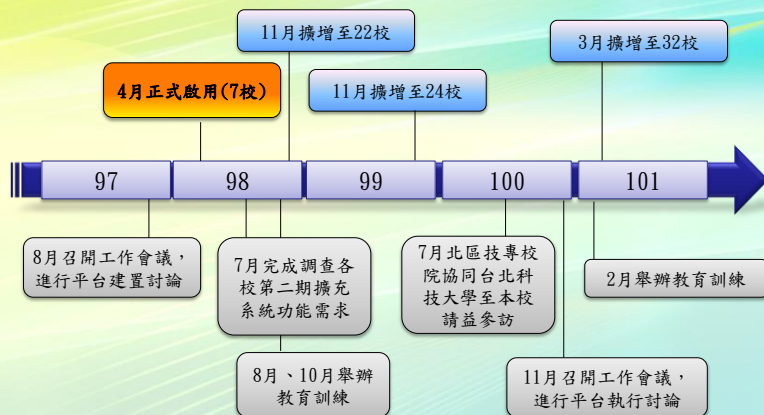 11月擴增至22校
3月擴增至32校
4月正式啟用(7校)
11月擴增至24校
97
98
99
100
101
8月召開工作會議，
進行平台建置討論
7月完成調查各
校第二期擴充
系統功能需求
7月北區技專校
院協同台北科
技大學至本校
請益參訪
2月舉辦教育訓練
8月、10月舉辦
教育訓練
11月召開工作會議，
進行平台執行討論